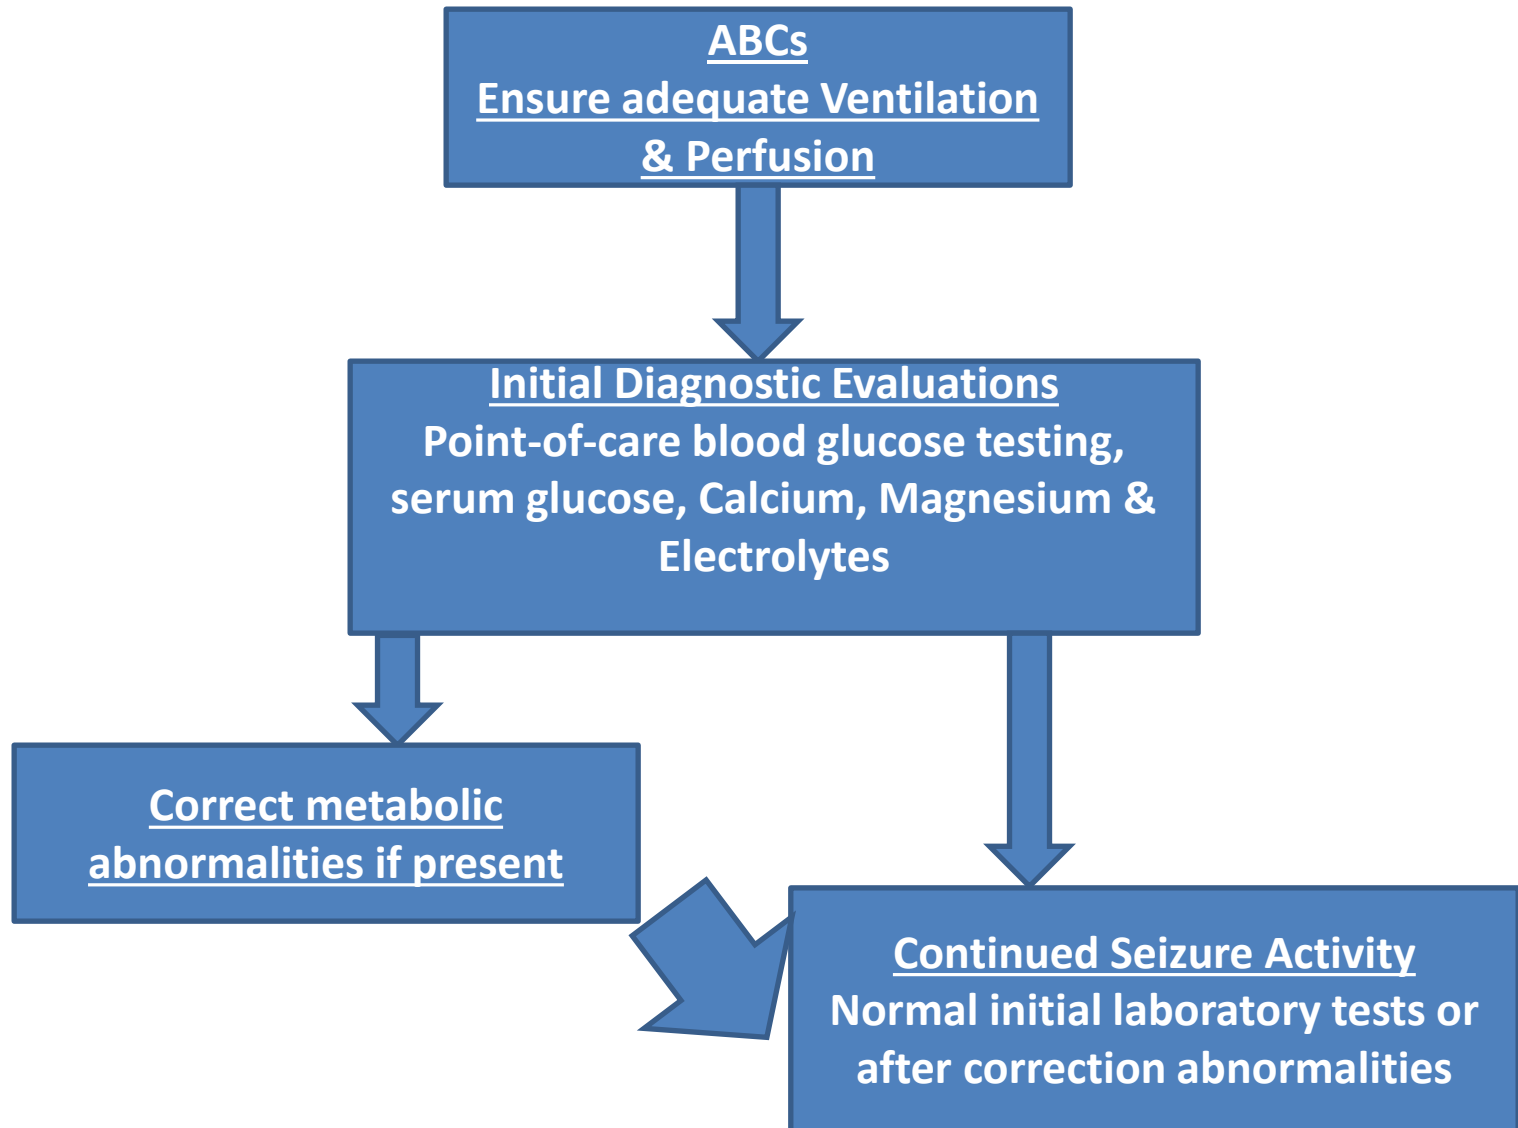 ABCs
Ensure adequate Ventilation
& Perfusion
Initial Diagnostic Evaluations
Point-of-care blood glucose testing,
serum glucose, Calcium, Magnesium &
Electrolytes
Correct metabolic
abnormalities if present
Continued Seizure Activity
Normal initial laboratory tests or
after correction abnormalities